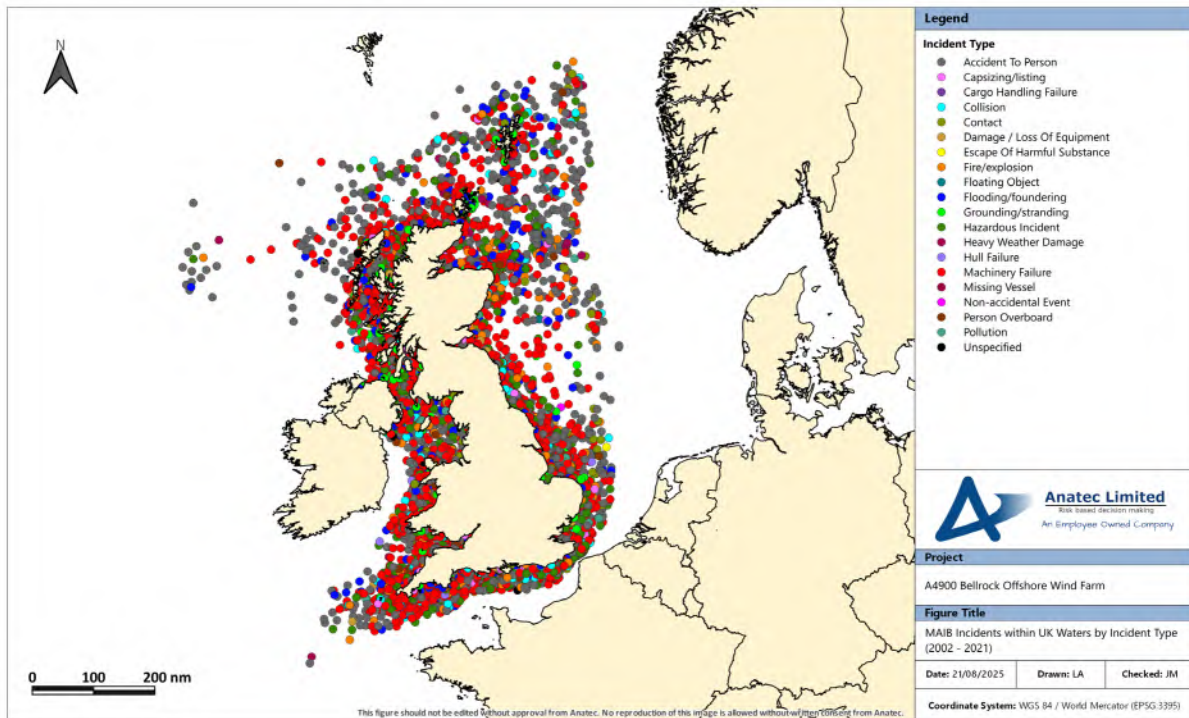 N
0 100 200 nm
This figure should not be edited without approval from Anatec. No reproduction of this image is allowed without written consent from Anatec.
Legend
Incident Type
Accident To Person
Capsizing/listing
Cargo Handling Failure
Collision
Contact
Damage / Loss Of Equipment
Escape Of Harmful Substance
Fire/explosion
Floating Object
Flooding/foundering
Grounding/stranding
Hazardous Incident
Heavy Weather Damage
Hull Failure
Machinery Failure
Missing Vessel
Non-accidental Event
Person Overboard
Pollution
Unspecified
Anatec Limited
Risk based decision making
An Employee Owned Company
Project
A4900 Bellrock Offshore Wind Farm
Figure Title
MAIB Incidents within UK Waters by Incident Type
(2002 - 2021)
Date: 21/08/2025 Drawn: LA Checked: JM
Coordinate System: WGS 84 / World Mercator (EPSG:3395)